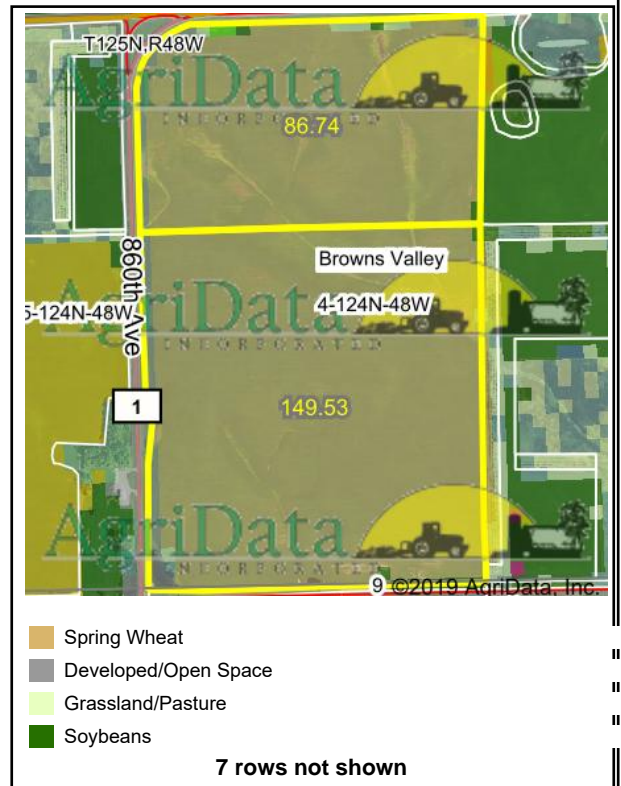 T125N,R48W
AgriData
INCORPORATED
86.74
860th Ave
Browns Valley
5-124N-48W
4-124N-48W
AgriData
INCORPORATED
1
149.53
AgriData
INCORPORATED
9 ©2019 AgriData, Inc.
Spring Wheat
Developed/Open Space
Grassland/Pasture
Soybeans
7 rows not shown